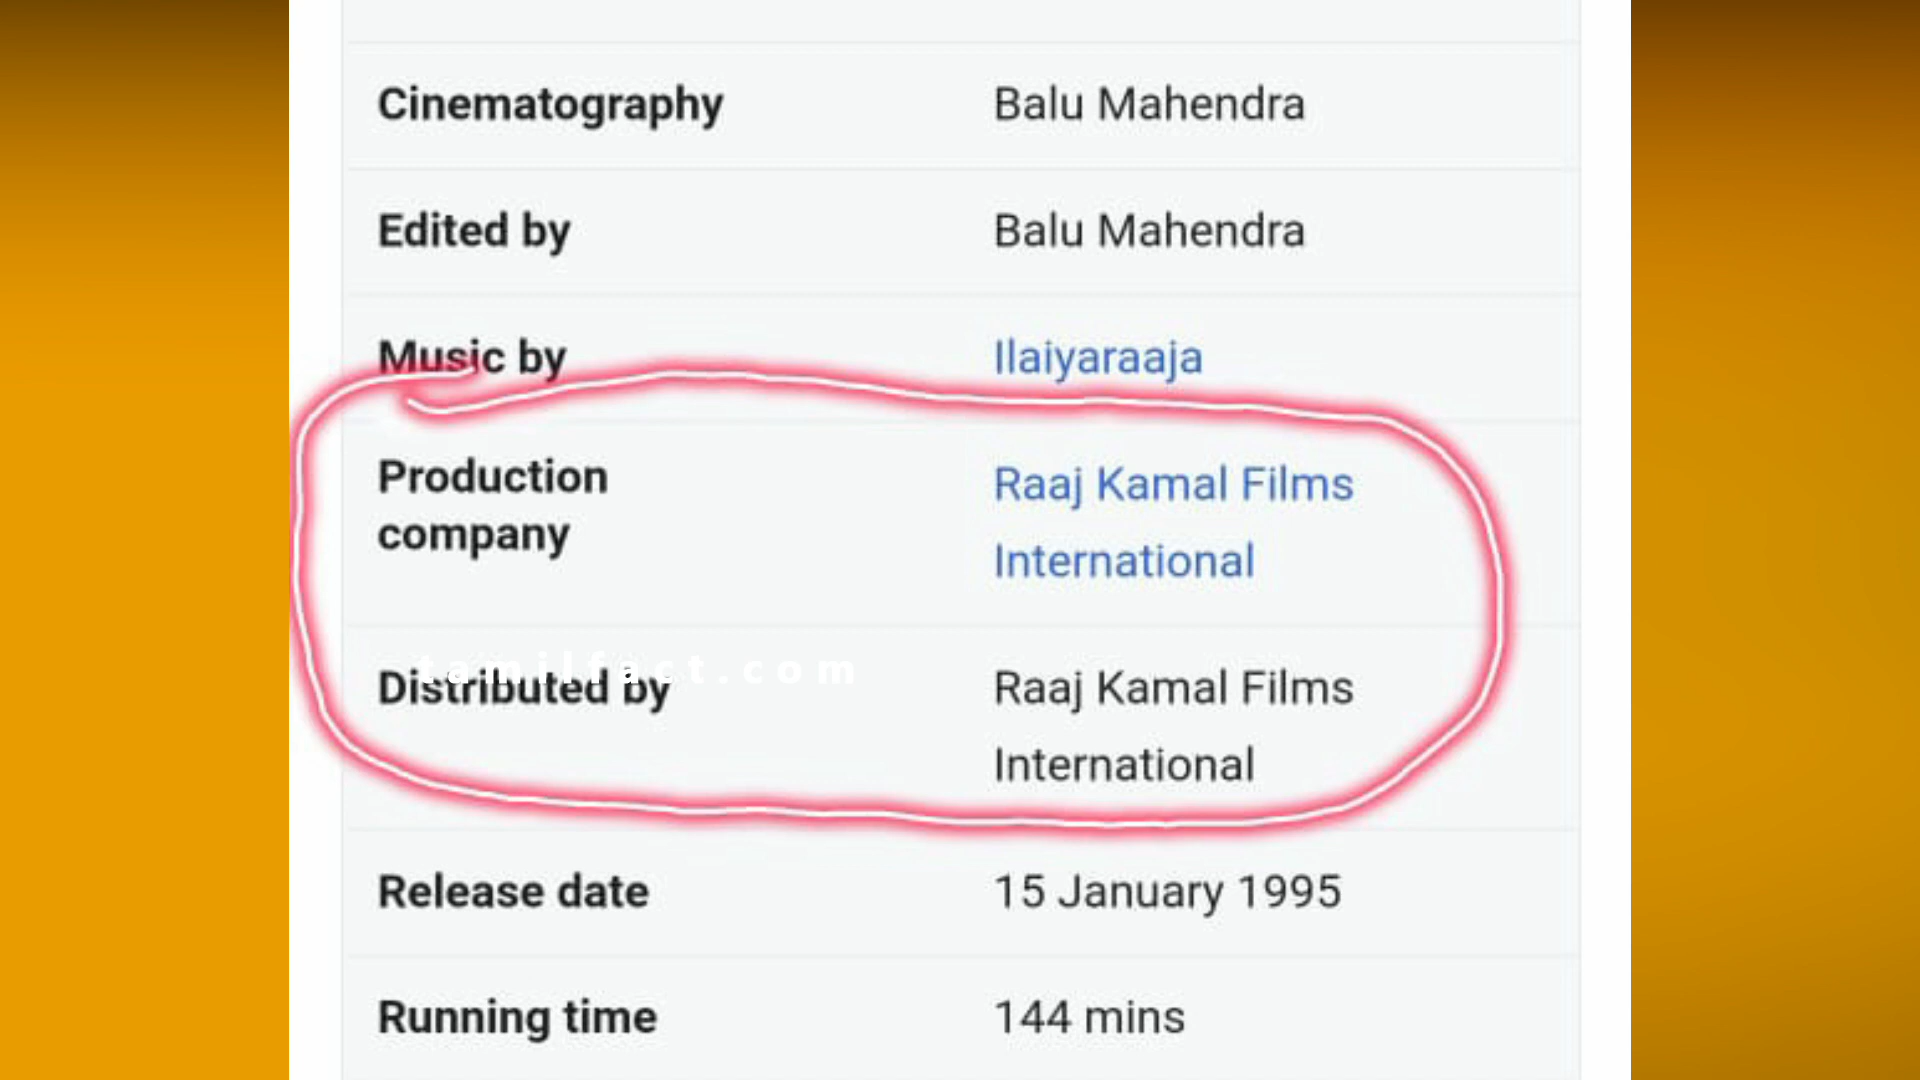 Cinematography Balu Mahendra
Edited by Balu Mahendra
Music by Ilaiyaraaja
Production Raaj Kamal Films
company International
tamilfact.com
Distributed by Raaj Kamal Films
International
Release date 15 January 1995
Running time 144 mins